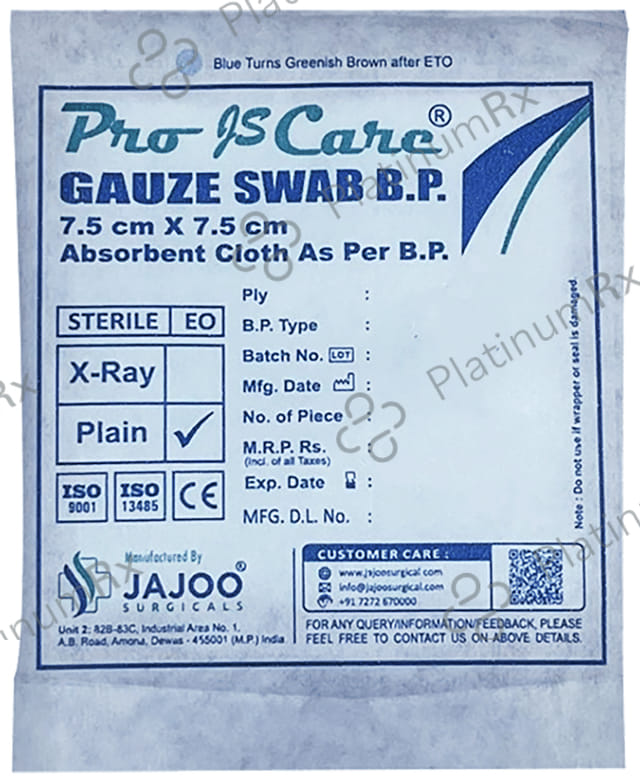 Blue Turns Greenish Brown after ETO
Pro JS Care®
GAUZE SWAB B.P.
7.5 cm X 7.5 cm
Absorbent Cloth As Per B.P.
STERILE EO
X-Ray
Plain ✓
ISO 9001
ISO 13485
CE
Ply :
B.P. Type :
Batch No. LOT :
Mfg. Date :
No. of Piece :
M.R.P. Rs. :
(Incl. of all Taxes)
Exp. Date :
MFG. D.L. No. :
Note : Do not use if wrapper or seal is damaged.
Manufactured By
JAJOO®
SURGICALS
Unit 2: 82B-83C, Industrial Area No. 1,
A.B. Road, Amona, Dewas - 455001 (M.P.) India
CUSTOMER CARE :
www.jajoosurgical.com
info@jajoosurgical.com
+91 7272 670000
FOR ANY QUERY/INFORMATION/FEEDBACK, PLEASE
FEEL FREE TO CONTACT US ON ABOVE DETAILS.
PlatinumRx
PlatinumRx
PlatinumRx
PlatinumRx